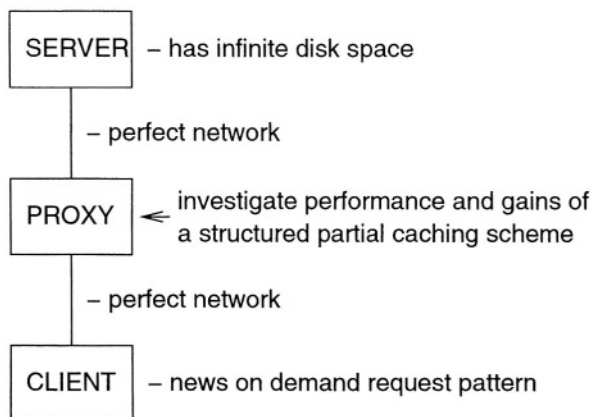 SERVER – has infinite disk space
– perfect network
PROXY investigate performance and gains of
a structured partial caching scheme
– perfect network
CLIENT – news on demand request pattern